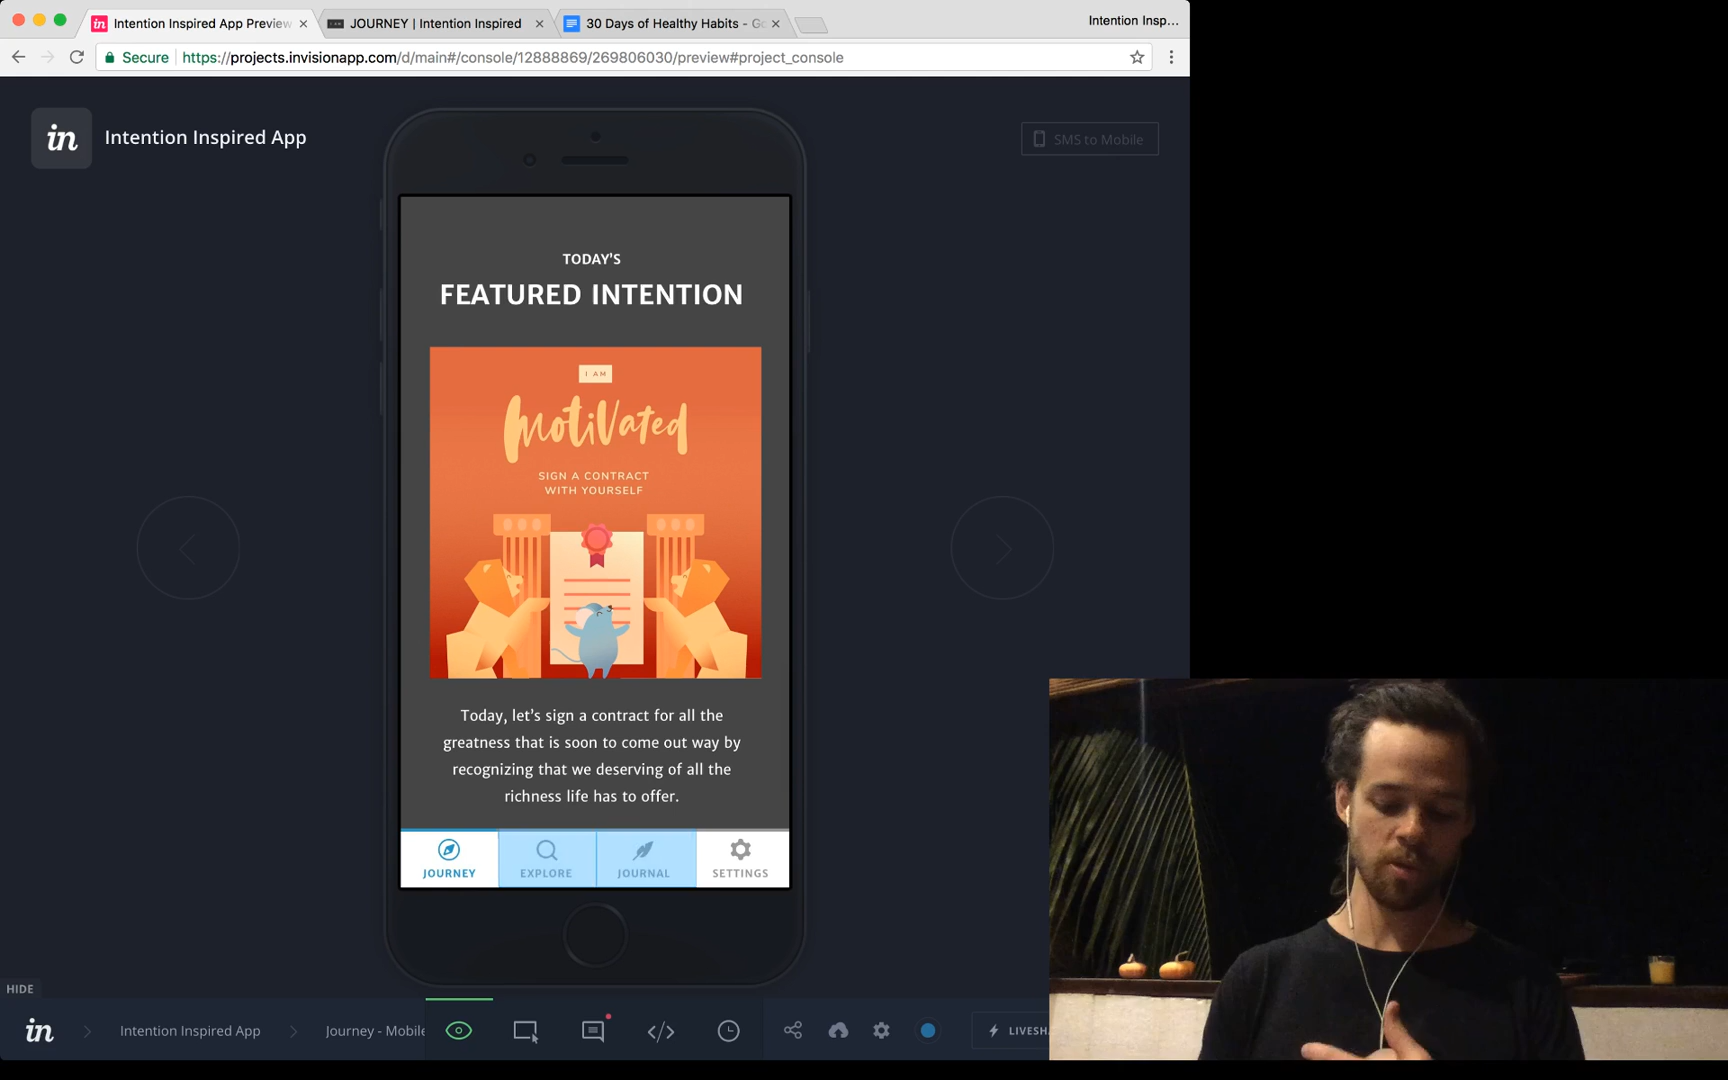 Intention Inspired App Preview
JOURNEY | Intention Inspired
30 Days of Healthy Habits - Go
Intention Insp...
Secure https://projects.invisionapp.com/d/main#/console/12888869/269806030/preview#project_console
in Intention Inspired App
SMS to Mobile
TODAY'S
FEATURED INTENTION
I AM
motivated
SIGN A CONTRACT
WITH YOURSELF
Today, let's sign a contract for all the
greatness that is soon to come out way by
recognizing that we deserving of all the
richness life has to offer.
JOURNEY EXPLORE JOURNAL SETTINGS
HIDE
in Intention Inspired App Journey - Mobile LIVESH